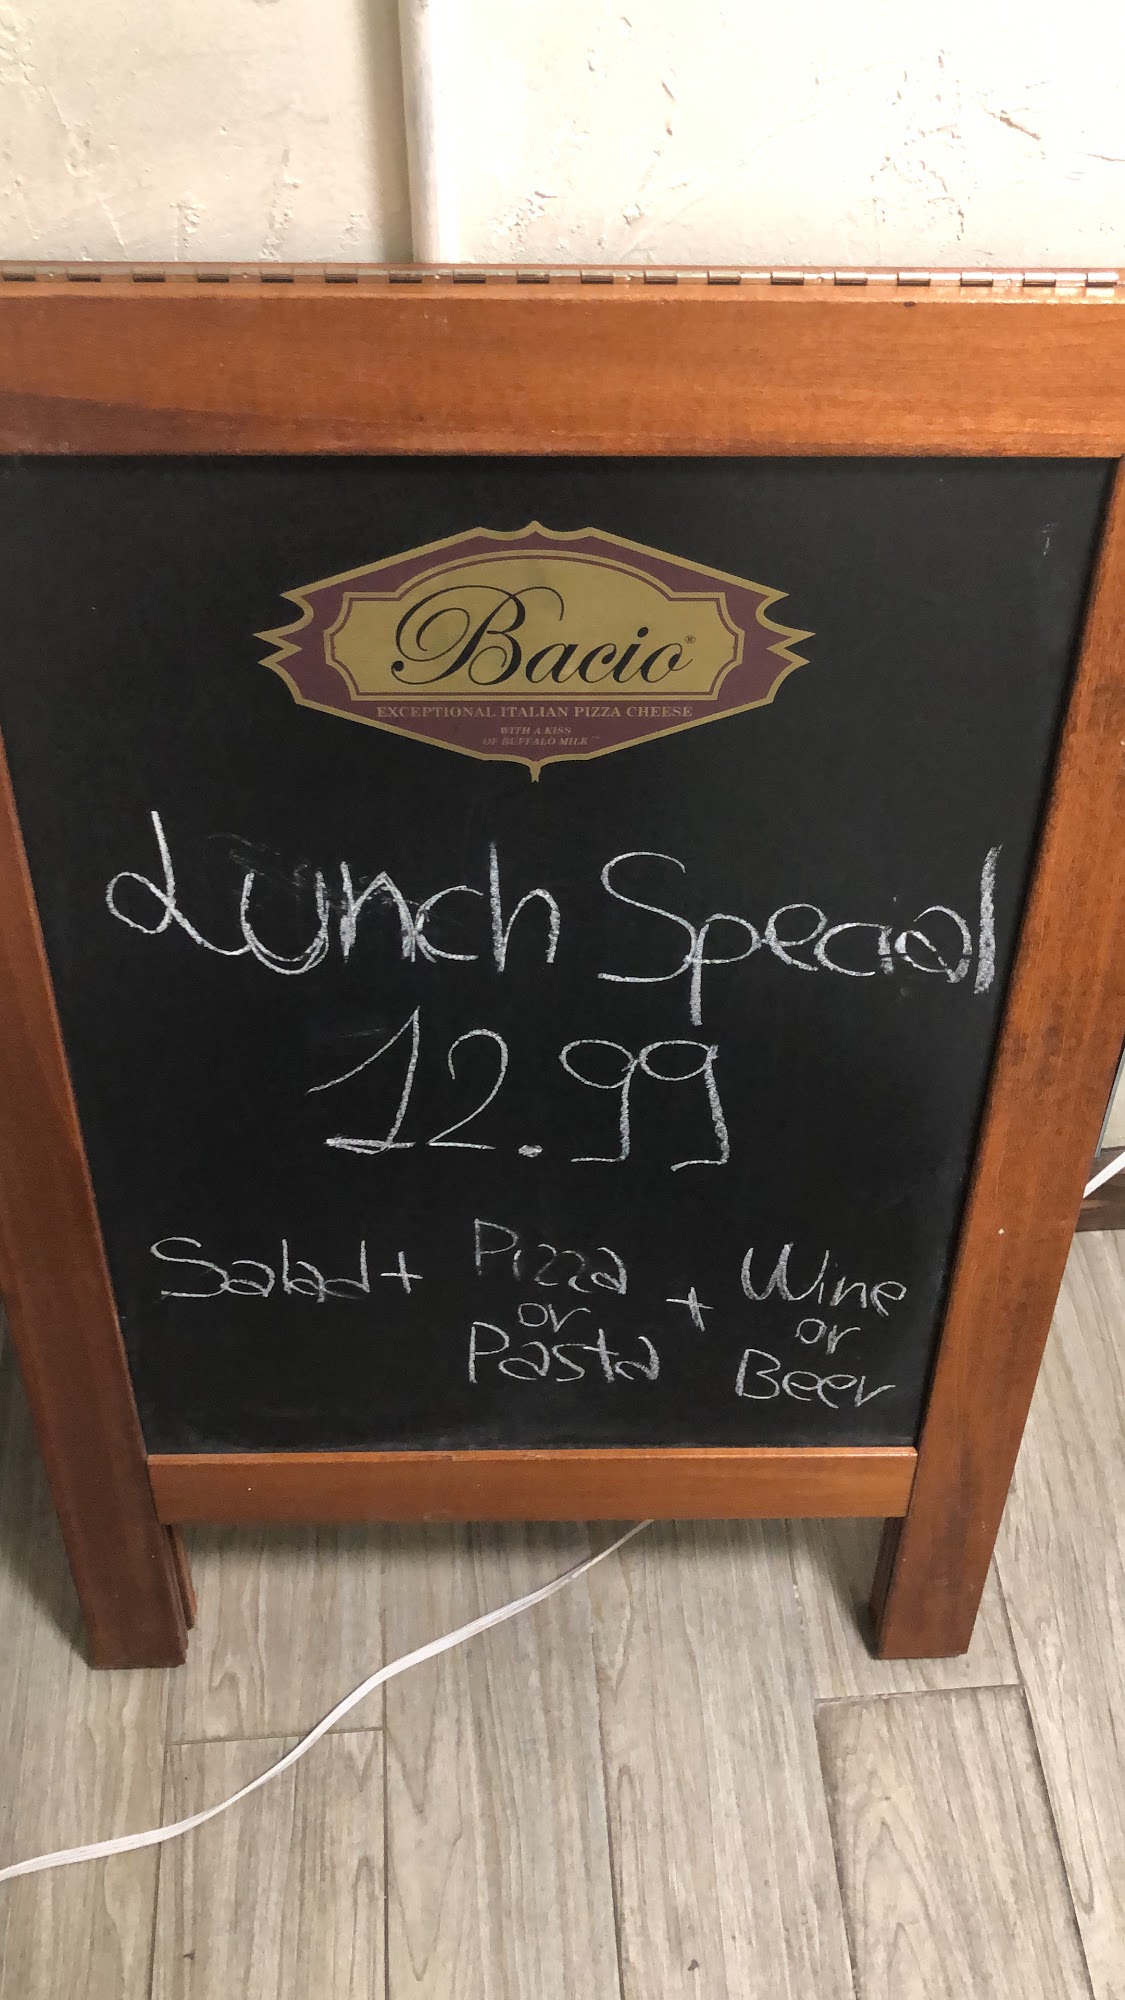 Bacio®
EXCEPTIONAL ITALIAN PIZZA CHEESE
WITH A KISS
OF BUFFALO MILK™
Lunch Special
12.99
Salad + Pizza or Pasta + Wine or Beer